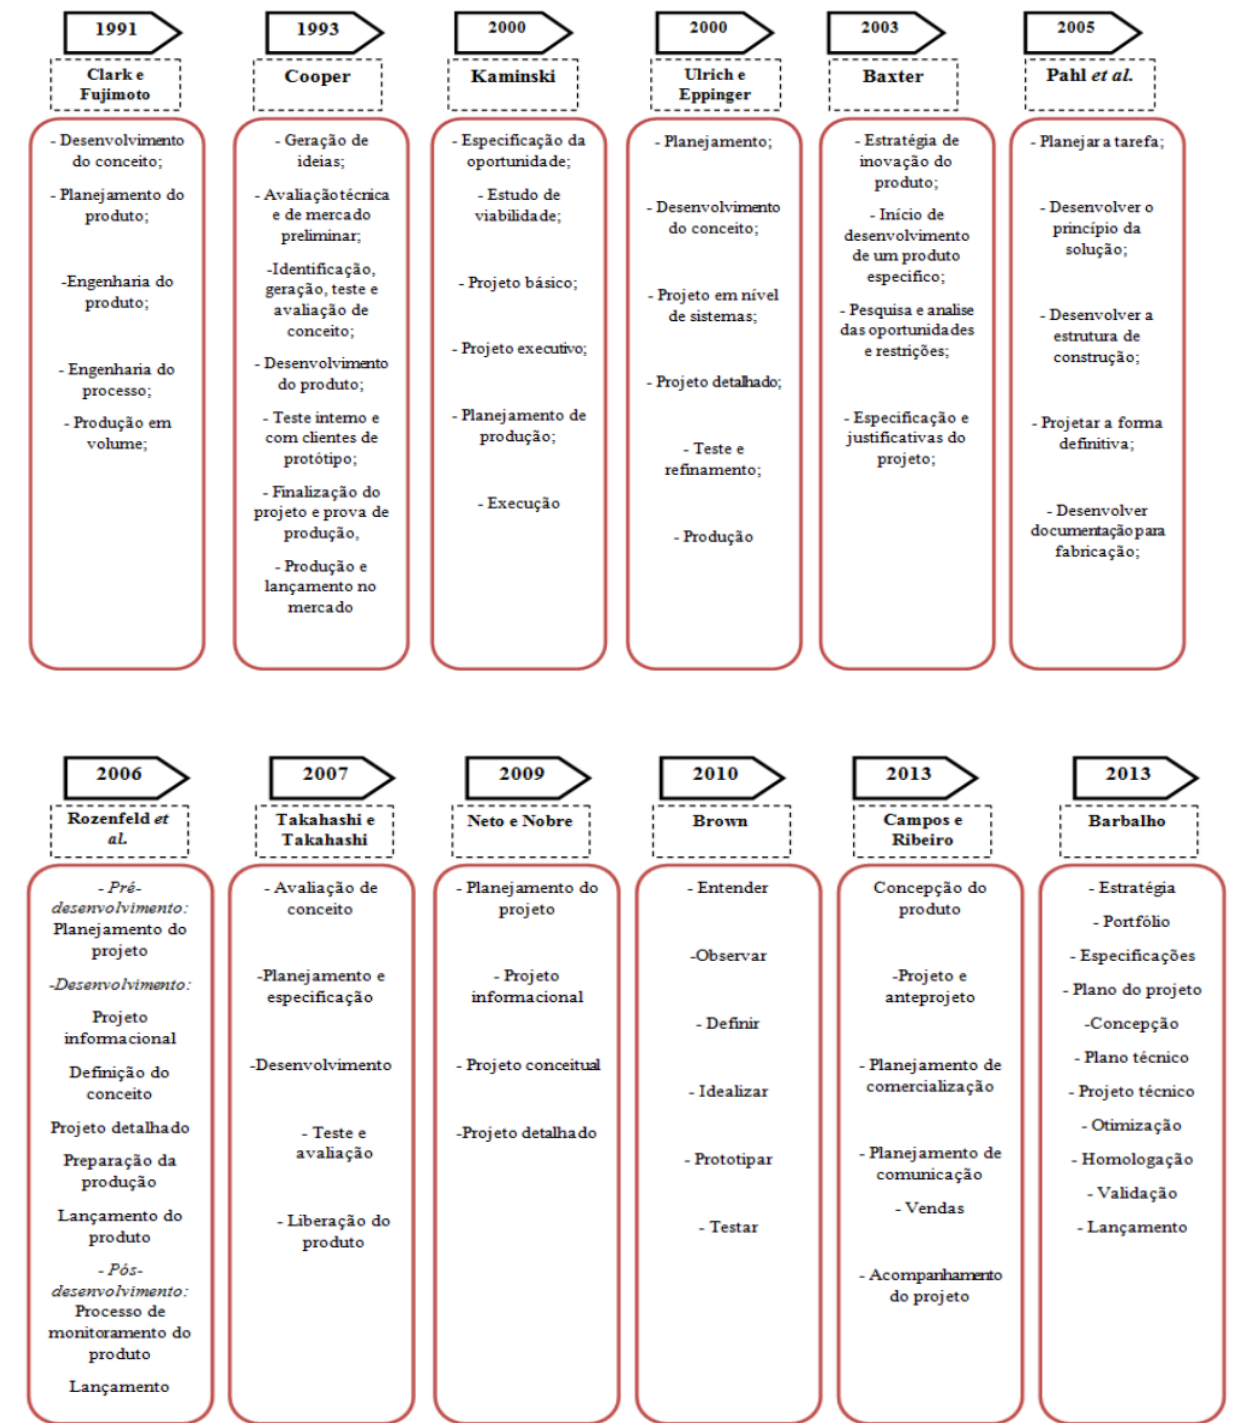 1991
Clark e
Fujimoto
- Desenvolvimento
do conceito;
- Planejamento do
produto;
-Engenharia do
produto;
- Engenharia do
processo;
- Produção em
volume;
1993
Cooper
- Geração de
ideias;
- Avaliação técnica
e de mercado
preliminar;
-Identificação,
geração, teste e
avaliação de
conceito;
- Desenvolvimento
do produto;
- Teste interno e
com clientes de
protótipo;
- Finalização do
projeto e prova de
produção,
- Produção e
lançamento no
mercado
2000
Kaminski
- Especificação da
oportunidade;
- Estudo de
viabilidade;
- Projeto básico;
- Projeto executivo;
- Planejamento de
produção;
- Execução
2000
Ulrich e
Eppinger
- Planejamento;
- Desenvolvimento
do conceito;
- Projeto em nível
de sistemas;
- Projeto detalhado;
- Teste e
refinamento;
- Produção
2003
Baxter
- Estratégia de
inovação do
produto;
- Início de
desenvolvimento
de um produto
especifico;
- Pesquisa e analise
das oportunidades
e restrições;
- Especificação e
justificativas do
projeto;
2005
Pahl et al.
- Planejar a tarefa;
- Desenvolver o
princípio da
solução;
- Desenvolver a
estrutura de
construção;
- Projetar a forma
definitiva;
- Desenvolver
documentação para
fabricação;
2006
Rozenfeld et
al.
- Pré-
desenvolvimento:
Planejamento do
projeto
-Desenvolvimento:
Projeto
informacional
Definição do
conceito
Projeto detalhado
Preparação da
produção
Lançamento do
produto
- Pós-
desenvolvimento:
Processo de
monitoramento do
produto
Lançamento
2007
Takahashi e
Takahashi
- Avaliação de
conceito
-Planejamento e
especificação
-Desenvolvimento
- Teste e
avaliação
- Liberação do
produto
2009
Neto e Nobre
- Planejamento do
projeto
- Projeto
informacional
- Projeto conceitual
-Projeto detalhado
2010
Brown
- Entender
-Observar
- Definir
- Idealizar
- Prototipar
- Testar
2013
Campos e
Ribeiro
Concepção do
produto
-Projeto e
anteprojeto
- Planejamento de
comercialização
- Planejamento de
comunicação
- Vendas
- Acompanhamento
do projeto
2013
Barbalho
- Estratégia
- Portfólio
- Especificações
- Plano do projeto
-Concepção
- Plano técnico
- Projeto técnico
- Otimização
- Homologação
- Validação
- Lançamento